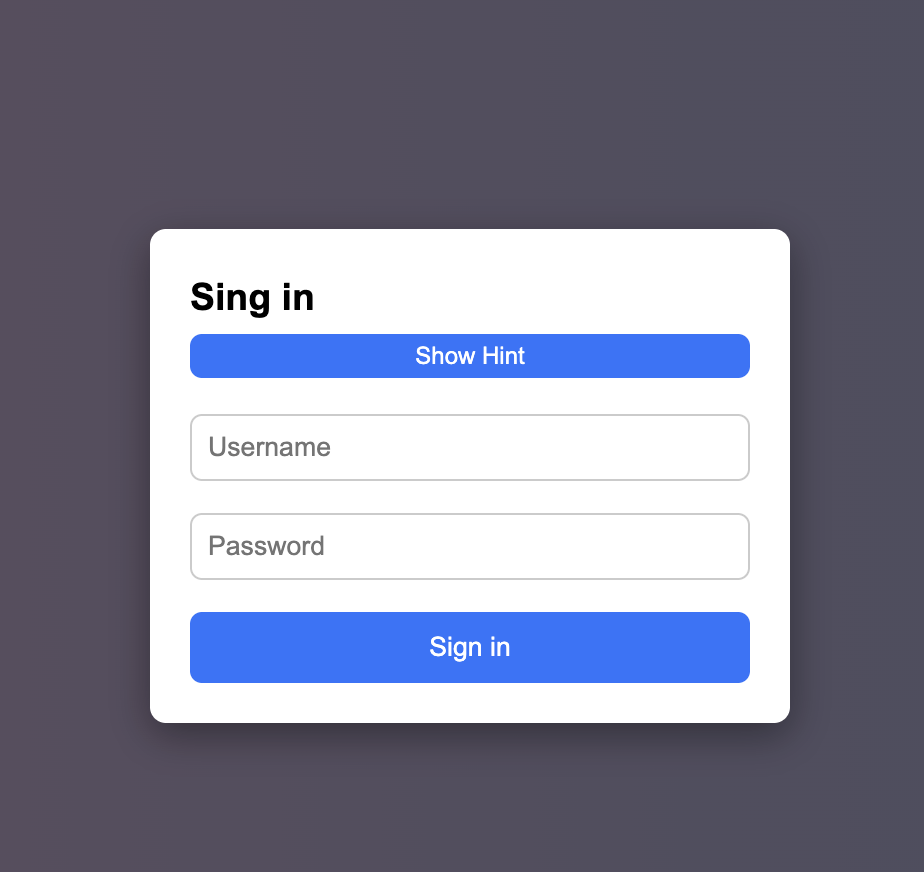 Sing in
Show Hint
Username
Password
Sign in